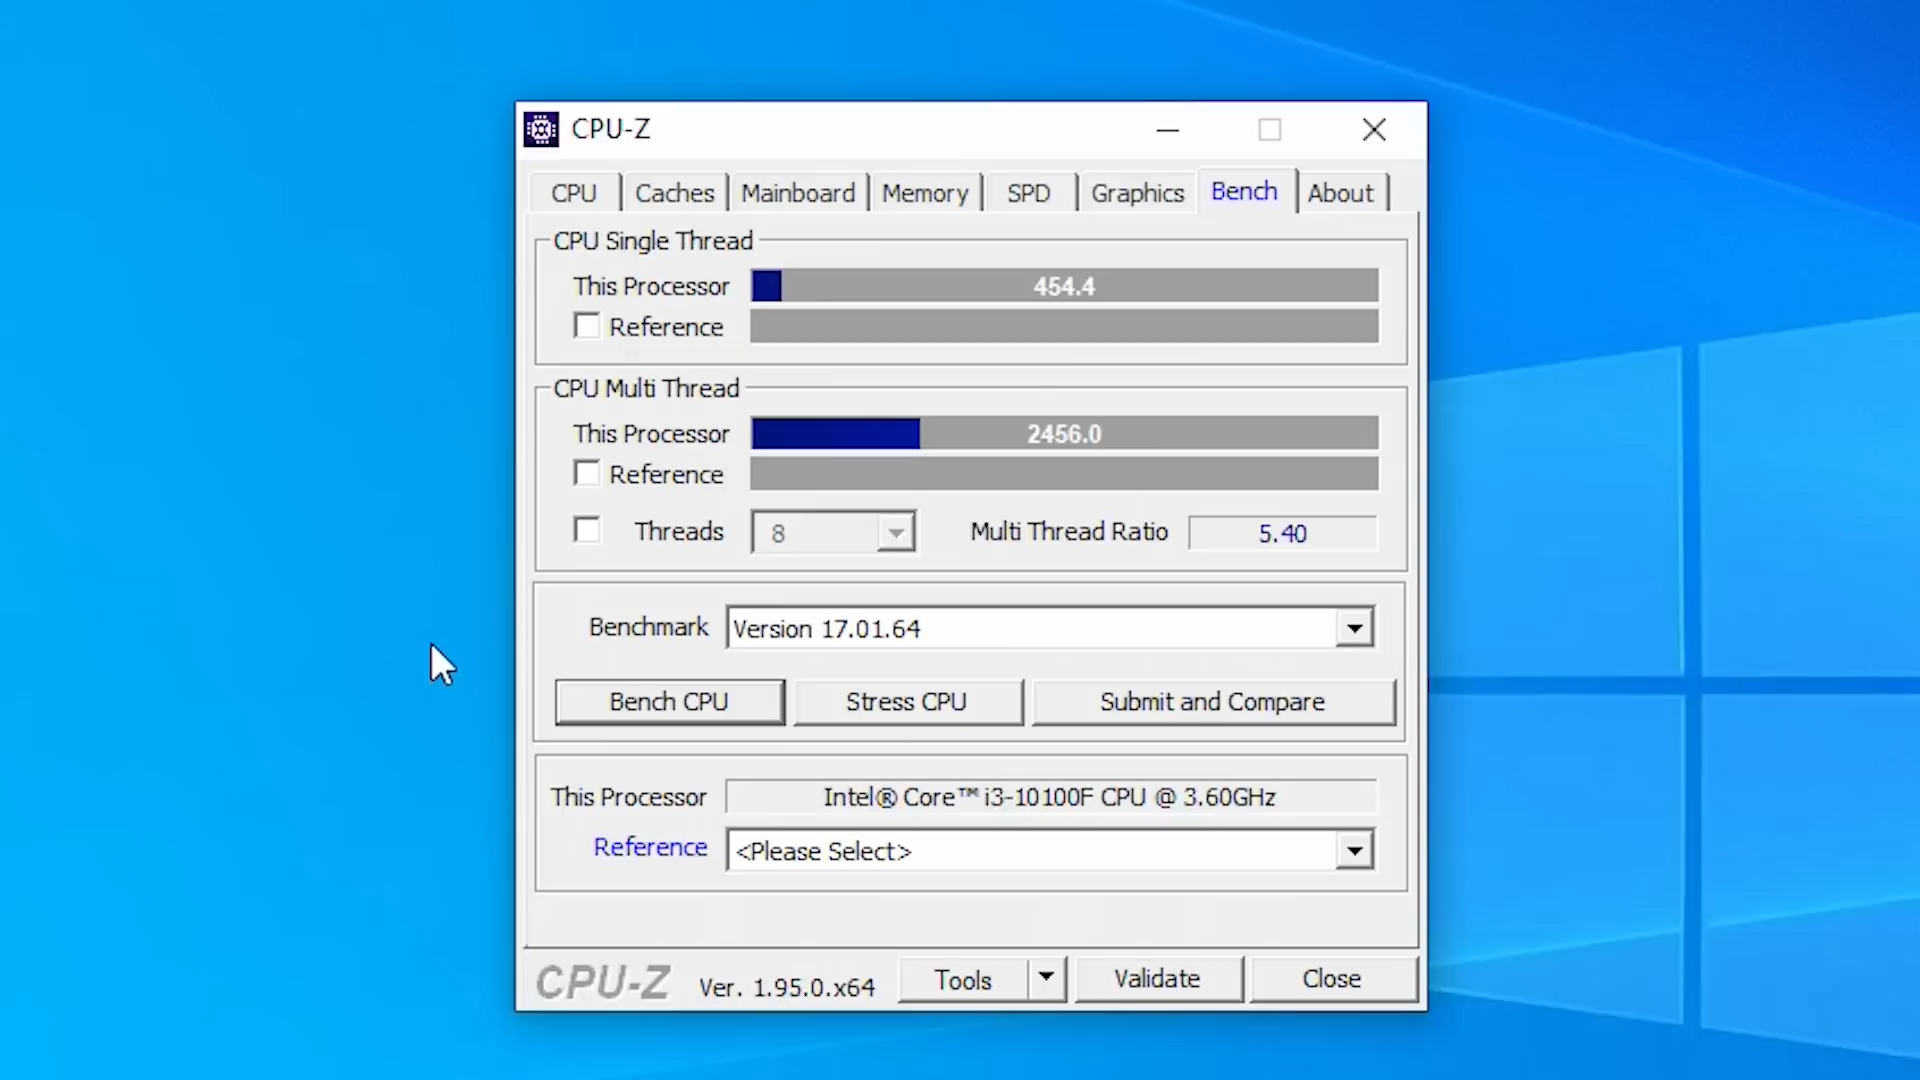 CPU-Z
CPU Caches Mainboard Memory SPD Graphics Bench About
CPU Single Thread
This Processor 454.4
Reference
CPU Multi Thread
This Processor 2456.0
Reference
Threads 8 Multi Thread Ratio 5.40
Benchmark Version 17.01.64
Bench CPU Stress CPU Submit and Compare
This Processor Intel® Core™ i3-10100F CPU @ 3.60GHz
Reference <Please Select>
CPU-Z Ver. 1.95.0.x64 Tools Validate Close